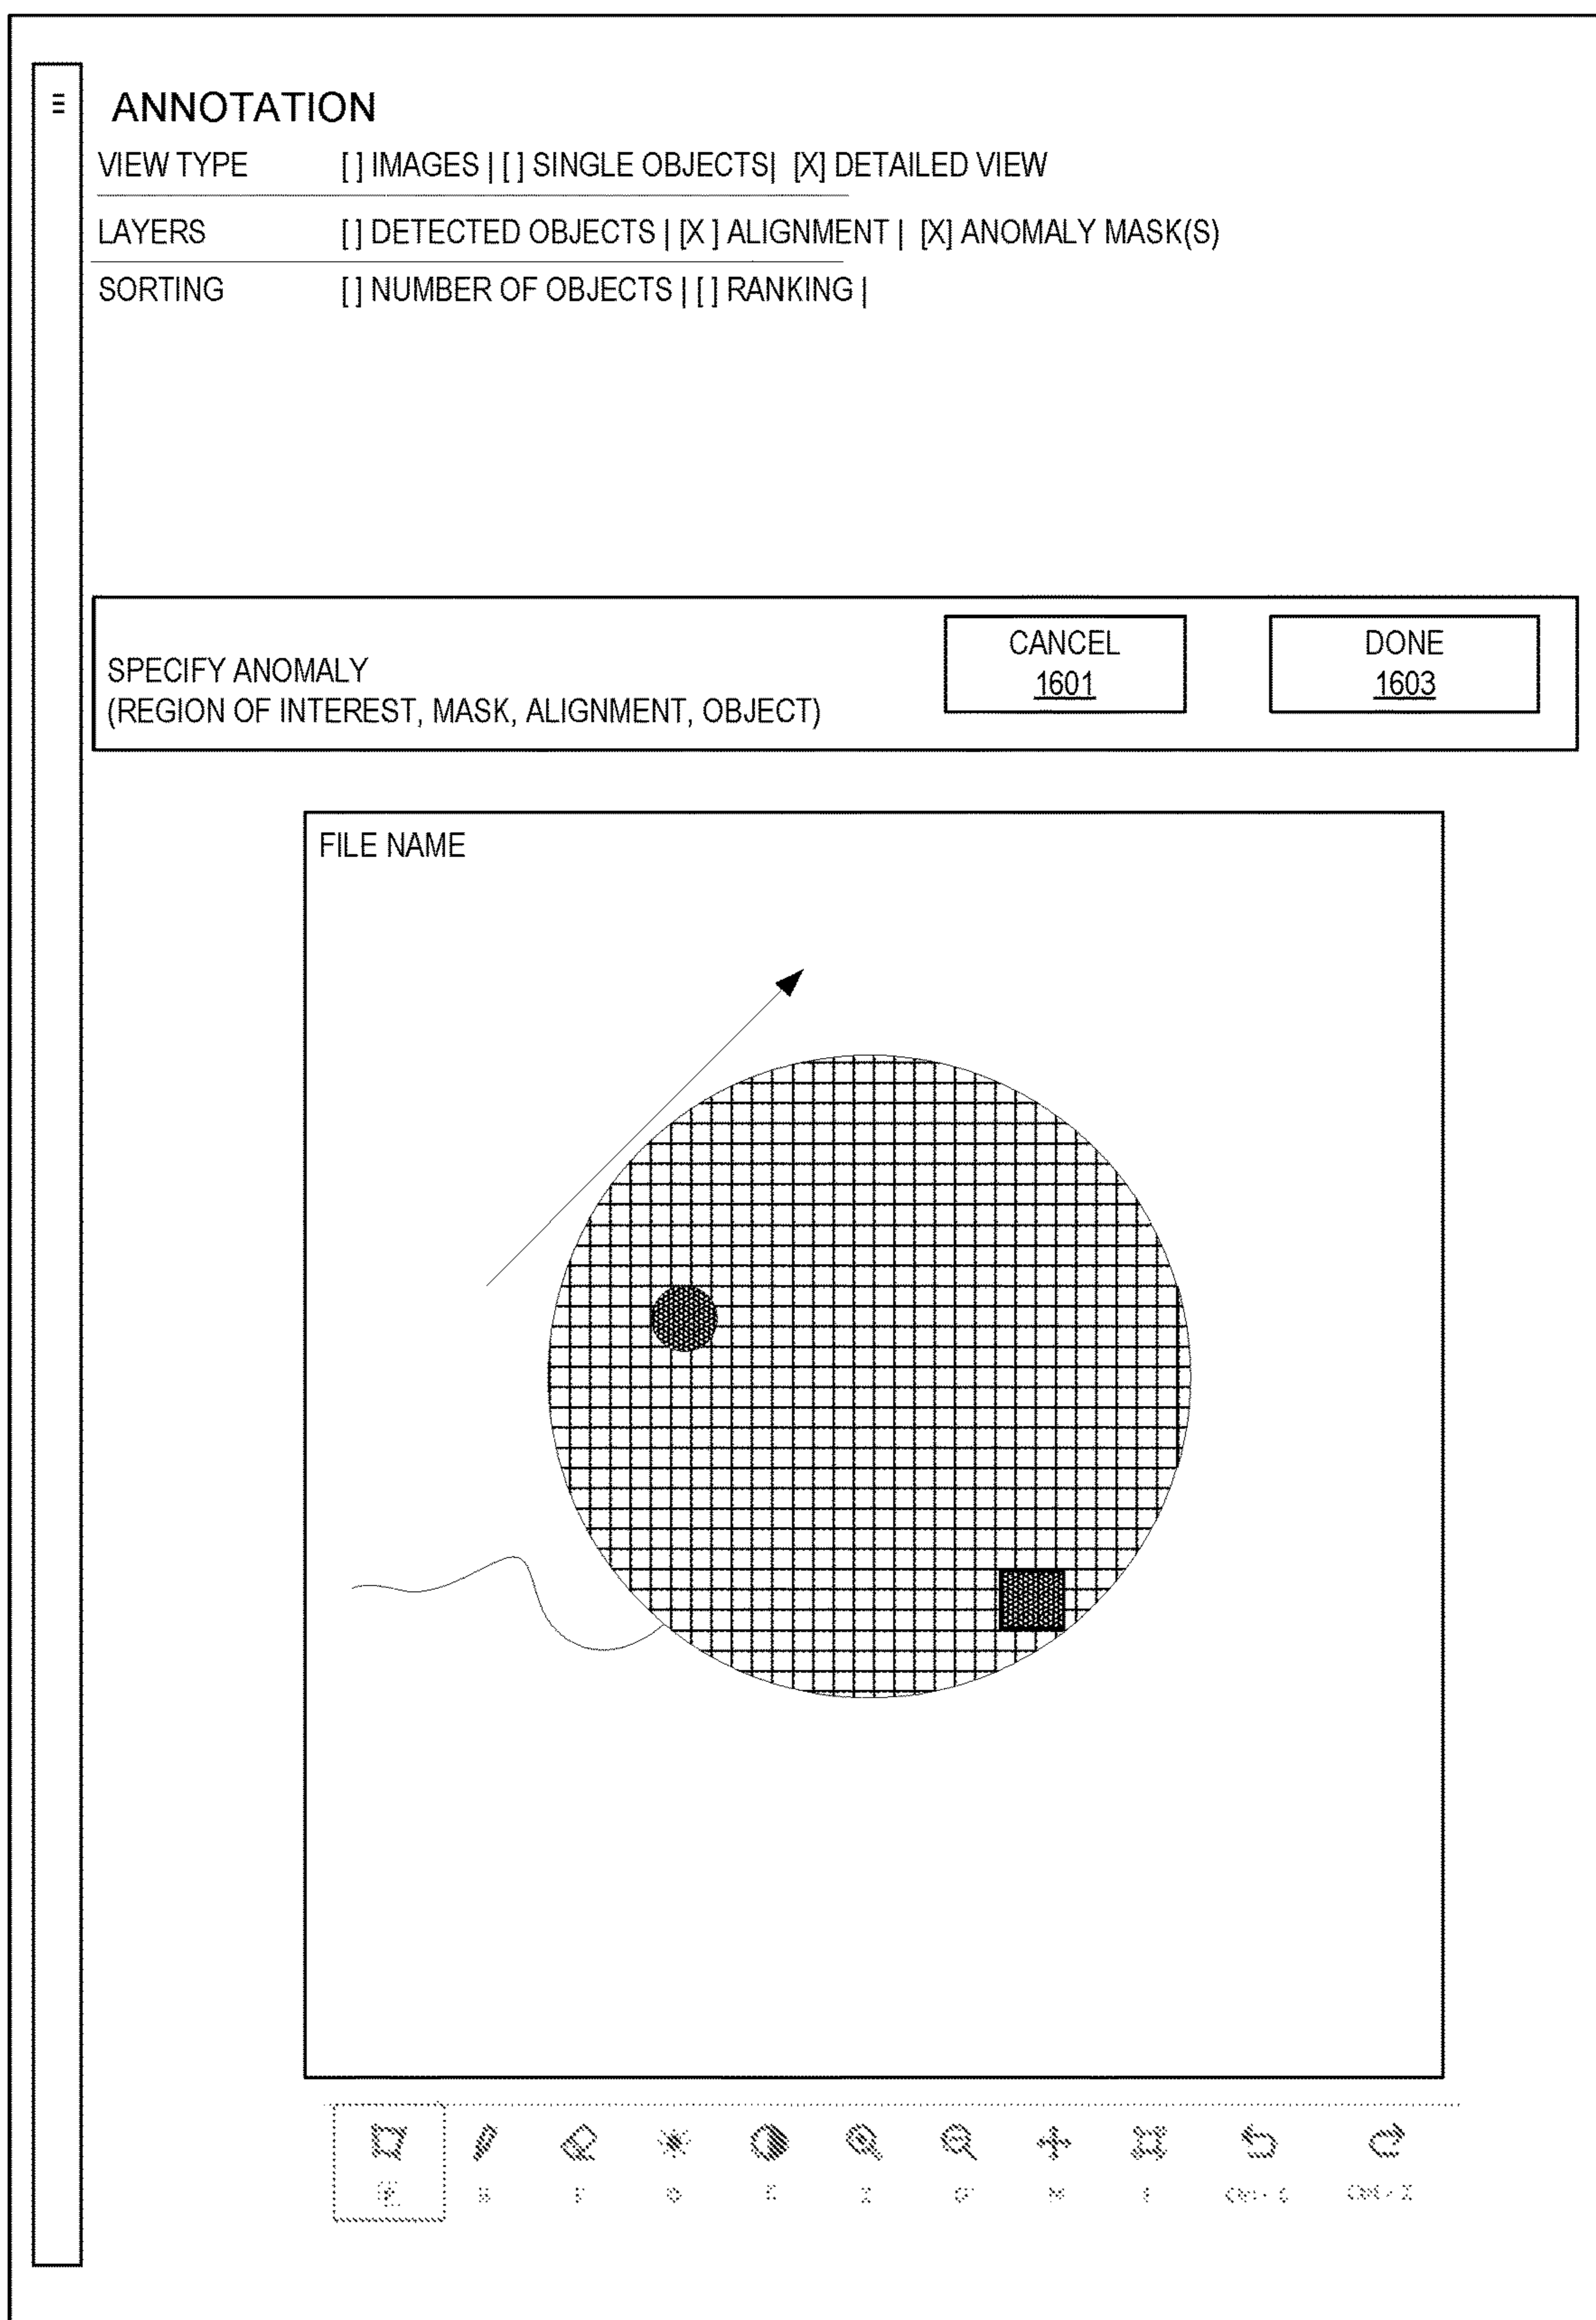 ANNOTATION
VIEW TYPE [ ] IMAGES | [ ] SINGLE OBJECTS| [X] DETAILED VIEW
LAYERS [ ] DETECTED OBJECTS | [X ] ALIGNMENT | [X] ANOMALY MASK(S)
SORTING [ ] NUMBER OF OBJECTS | [ ] RANKING |
SPECIFY ANOMALY
(REGION OF INTEREST, MASK, ALIGNMENT, OBJECT)
CANCEL
1601
DONE
1603
FILE NAME